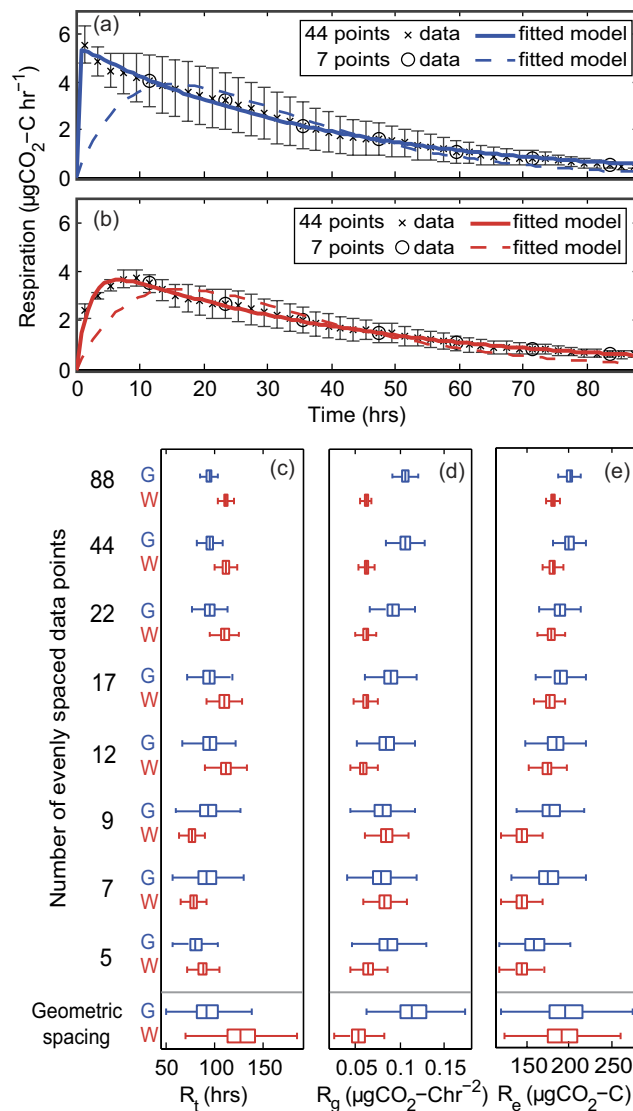 (a)
44 points × data — fitted model
7 points ○ data – – fitted model
6
4
2
0
Respiration (µgCO₂−C hr⁻¹)
(b)
44 points × data — fitted model
7 points ○ data – – fitted model
6
4
2
0
0 10 20 30 40 50 60 70 80
Time (hrs)
(c) (d) (e)
Number of evenly spaced data points
88 G
W
44 G
W
22 G
W
17 G
W
12 G
W
9 G
W
7 G
W
5 G
W
Geometric spacing G
W
50 100 150 0.05 0.1 0.15 150 200 250
Rₜ (hrs) R_g (µgCO₂−Chr⁻²) Rₑ (µgCO₂−C)